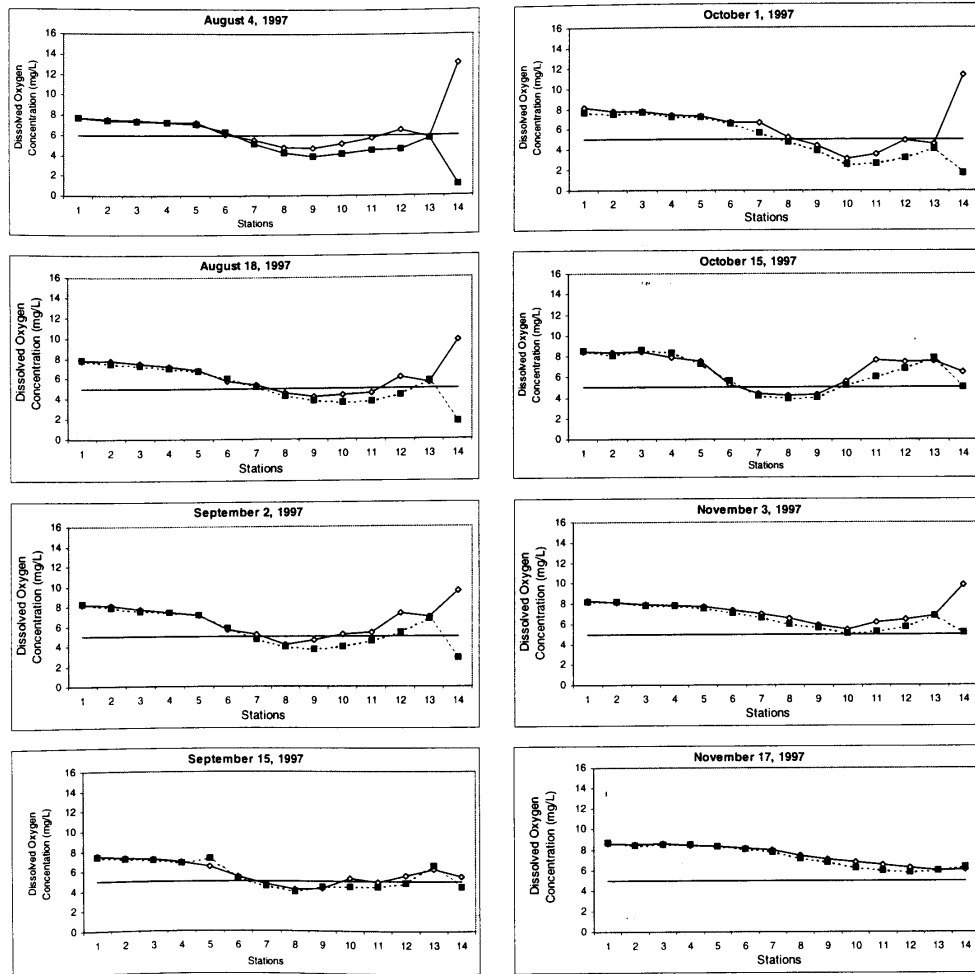 August 4, 1997
Dissolved Oxygen
Concentration (mg/L)
16
14
12
10
8
6
4
2
0
1 2 3 4 5 6 7 8 9 10 11 12 13 14
Stations
October 1, 1997
Dissolved Oxygen
Concentration (mg/L)
16
14
12
10
8
6
4
2
0
1 2 3 4 5 6 7 8 9 10 11 12 13 14
Stations
August 18, 1997
Dissolved Oxygen
Concentration (mg/L)
16
14
12
10
8
6
4
2
0
1 2 3 4 5 6 7 8 9 10 11 12 13 14
Stations
October 15, 1997
Dissolved Oxygen
Concentration (mg/L)
16
14
12
10
8
6
4
2
0
1 2 3 4 5 6 7 8 9 10 11 12 13 14
Stations
September 2, 1997
Dissolved Oxygen
Concentration (mg/L)
16
14
12
10
8
6
4
2
0
1 2 3 4 5 6 7 8 9 10 11 12 13 14
Stations
November 3, 1997
Dissolved Oxygen
Concentration (mg/L)
16
14
12
10
8
6
4
2
0
1 2 3 4 5 6 7 8 9 10 11 12 13 14
Stations
September 15, 1997
Dissolved Oxygen
Concentation (mg/L)
16
14
12
10
8
6
4
2
0
1 2 3 4 5 6 7 8 9 10 11 12 13 14
Stations
November 17, 1997
Dissolved Oxygen
Concentration (mg/L)
16
14
12
10
8
6
4
2
0
1 2 3 4 5 6 7 8 9 10 11 12 13 14
Stations